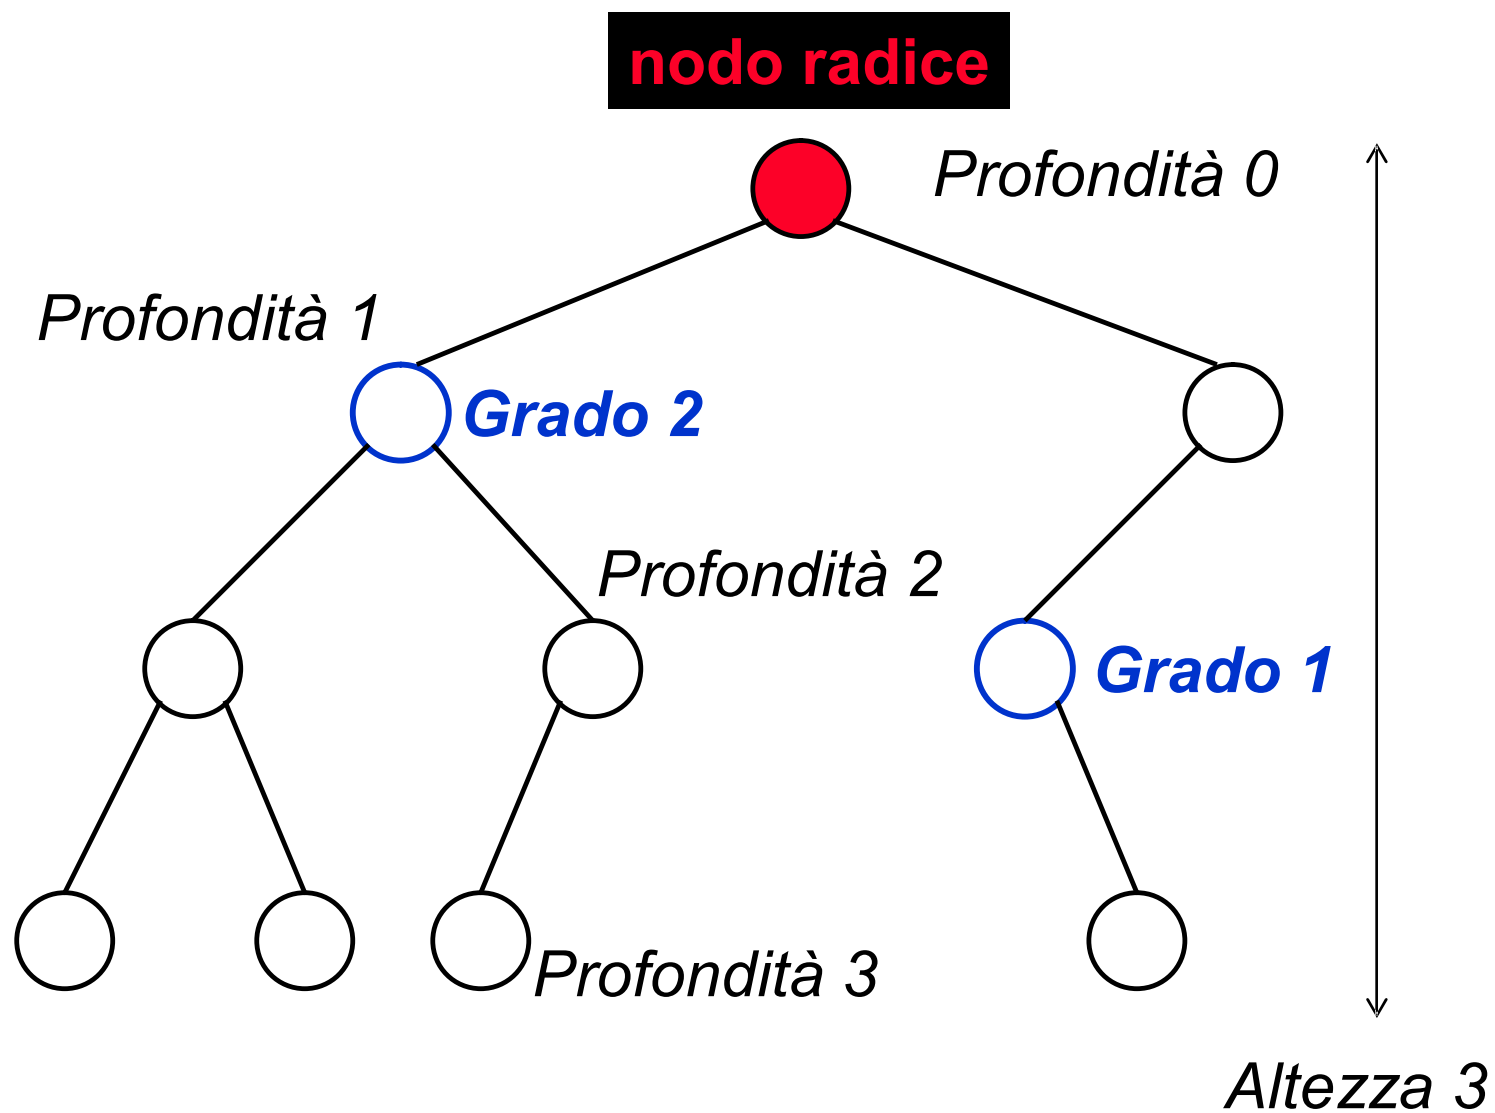 nodo radice
Profondità 0
Profondità 1
Grado 2
Profondità 2
Grado 1
Profondità 3
Altezza 3